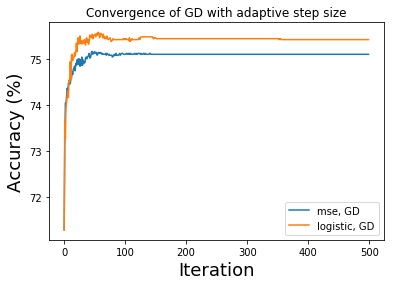 Convergence of GD with adaptive step size
Accuracy (%)
75
74
73
72
0 100 200 300 400 500
Iteration
mse, GD
logistic, GD